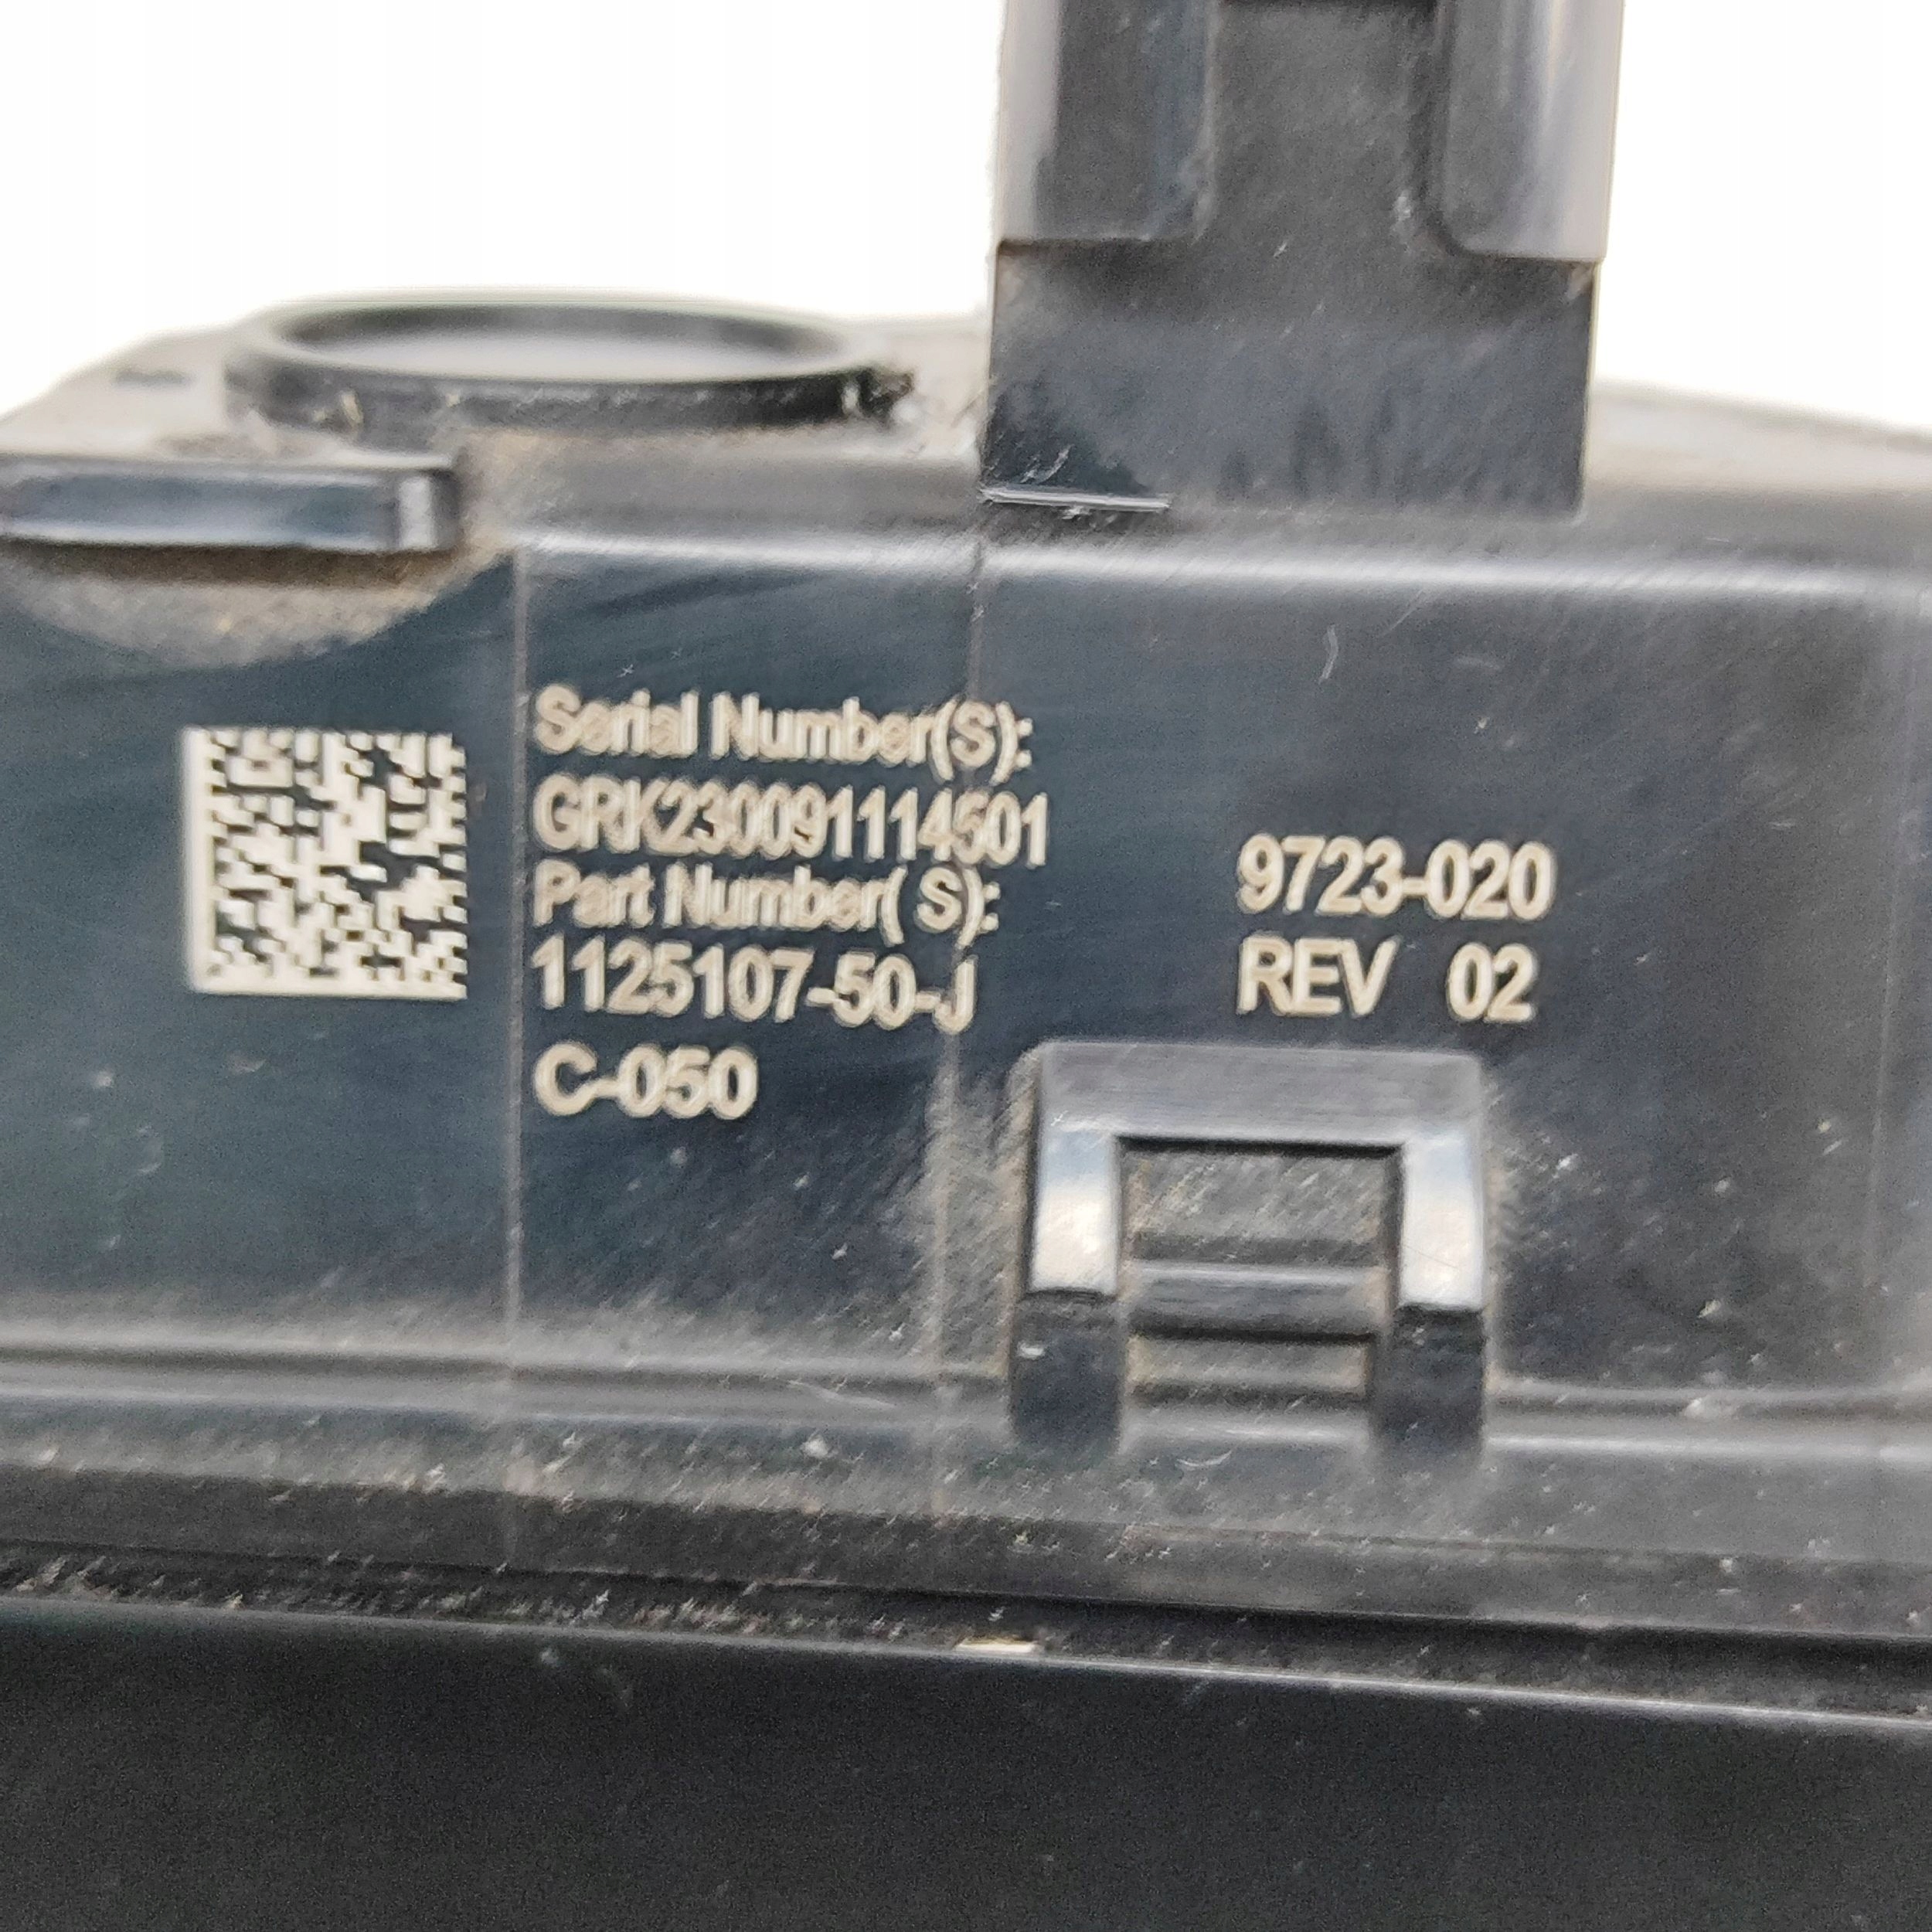 Serial Number(S):
GRK230091114501
Part Number( S):
1125107-50-J
C-050
9723-020
REV 02